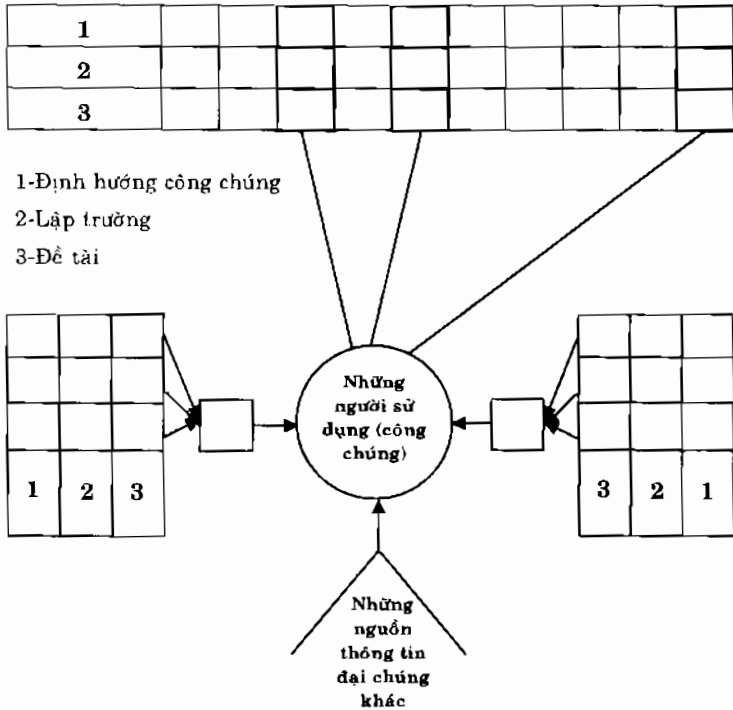 1
2
3
1-Định hướng công chúng
2-Lập trường
3-Đề tài
Những
người sử
dụng (công
chúng)
1 2 3
3 2 1
Những
nguồn
thông tin
đại chúng
khác